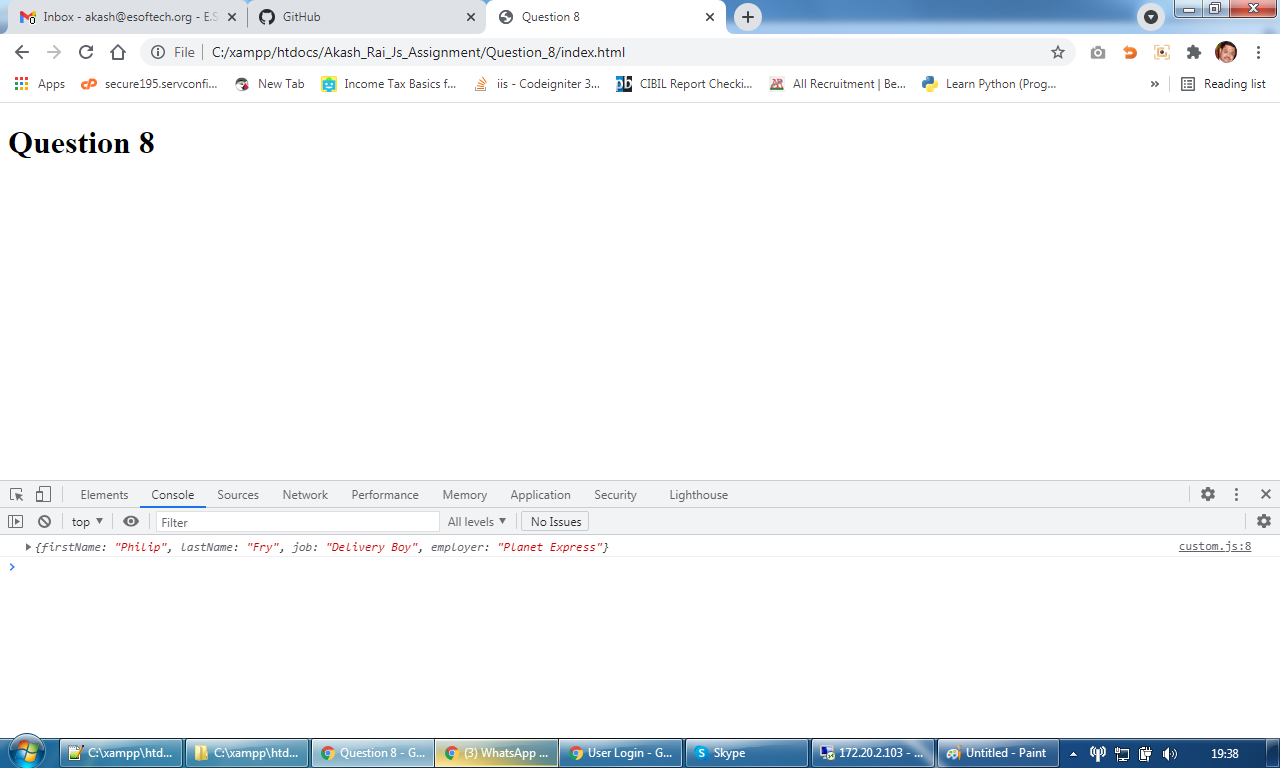 Inbox - akash@esoftech.org - E.S
GitHub
Question 8
File
C:/xampp/htdocs/Akash_Rai_Js_Assignment/Question_8/index.html
Apps
secure195.servconfi...
New Tab
Income Tax Basics f...
iis - Codeigniter 3...
CIBIL Report Checki...
All Recruitment | Be...
Learn Python (Prog...
»
Reading list
Question 8
Elements
Console
Sources
Network
Performance
Memory
Application
Security
Lighthouse
top ▼
Filter
All levels ▼
No Issues
{firstName: "Philip", lastName: "Fry", job: "Delivery Boy", employer: "Planet Express"}
custom.js:8
C:\xampp\htd...
C:\xampp\htd...
Question 8 - G...
(3) WhatsApp ...
User Login - G...
Skype
172.20.2.103 - ...
Untitled - Paint
19:38